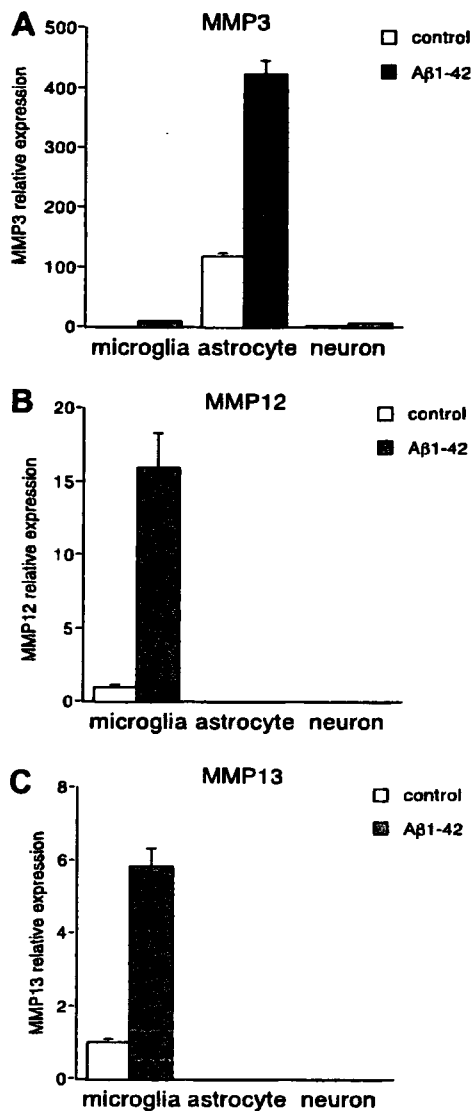 A
MMP3
control
Aβ1-42
MMP3 relative expression
500
400
300
200
100
0
microglia astrocyte neuron
B
MMP12
control
Aβ1-42
MMP12 relative expression
20
15
10
5
0
microglia astrocyte neuron
C
MMP13
control
Aβ1-42
MMP13 relative expression
8
6
4
2
0
microglia astrocyte neuron